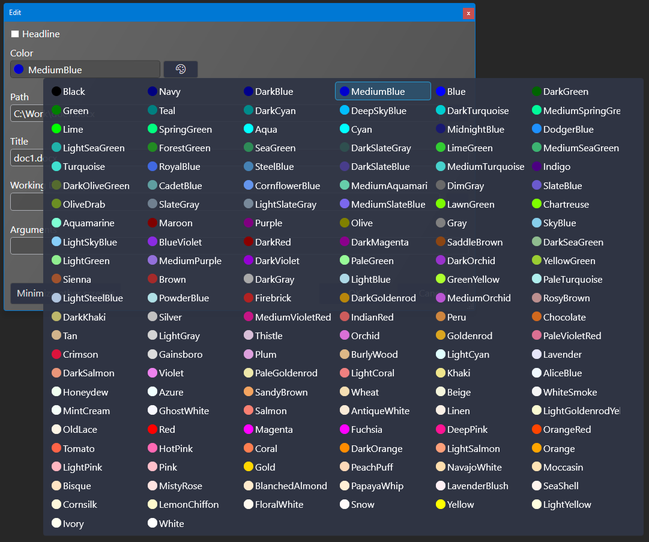 Edit
Headline
Color
MediumBlue
Path
C:\Wor
Title
doc1.d
Working
Argume
Minim
Black Navy DarkBlue MediumBlue Blue DarkGreen
Green Teal DarkCyan DeepSkyBlue DarkTurquoise MediumSpringGre
Lime SpringGreen Aqua Cyan MidnightBlue DodgerBlue
LightSeaGreen ForestGreen SeaGreen DarkSlateGray LimeGreen MediumSeaGreen
Turquoise RoyalBlue SteelBlue DarkSlateBlue MediumTurquoise Indigo
DarkOliveGreen CadetBlue CornflowerBlue MediumAquamari DimGray SlateBlue
OliveDrab SlateGray LightSlateGray MediumSlateBlue LawnGreen Chartreuse
Aquamarine Maroon Purple Olive Gray SkyBlue
LightSkyBlue BlueViolet DarkRed DarkMagenta SaddleBrown DarkSeaGreen
LightGreen MediumPurple DarkViolet PaleGreen DarkOrchid YellowGreen
Sienna Brown DarkGray LightBlue GreenYellow PaleTurquoise
LightSteelBlue PowderBlue Firebrick DarkGoldenrod MediumOrchid RosyBrown
DarkKhaki Silver MediumVioletRed IndianRed Peru Chocolate
Tan LightGray Thistle Orchid Goldenrod PaleVioletRed
Crimson Gainsboro Plum BurlyWood LightCyan Lavender
DarkSalmon Violet PaleGoldenrod LightCoral Khaki AliceBlue
Honeydew Azure SandyBrown Wheat Beige WhiteSmoke
MintCream GhostWhite Salmon AntiqueWhite Linen LightGoldenrodYel
OldLace Red Magenta Fuchsia DeepPink OrangeRed
Tomato HotPink Coral DarkOrange LightSalmon Orange
LightPink Pink Gold PeachPuff NavajoWhite Moccasin
Bisque MistyRose BlanchedAlmond PapayaWhip LavenderBlush SeaShell
Cornsilk LemonChiffon FloralWhite Snow Yellow LightYellow
Ivory White